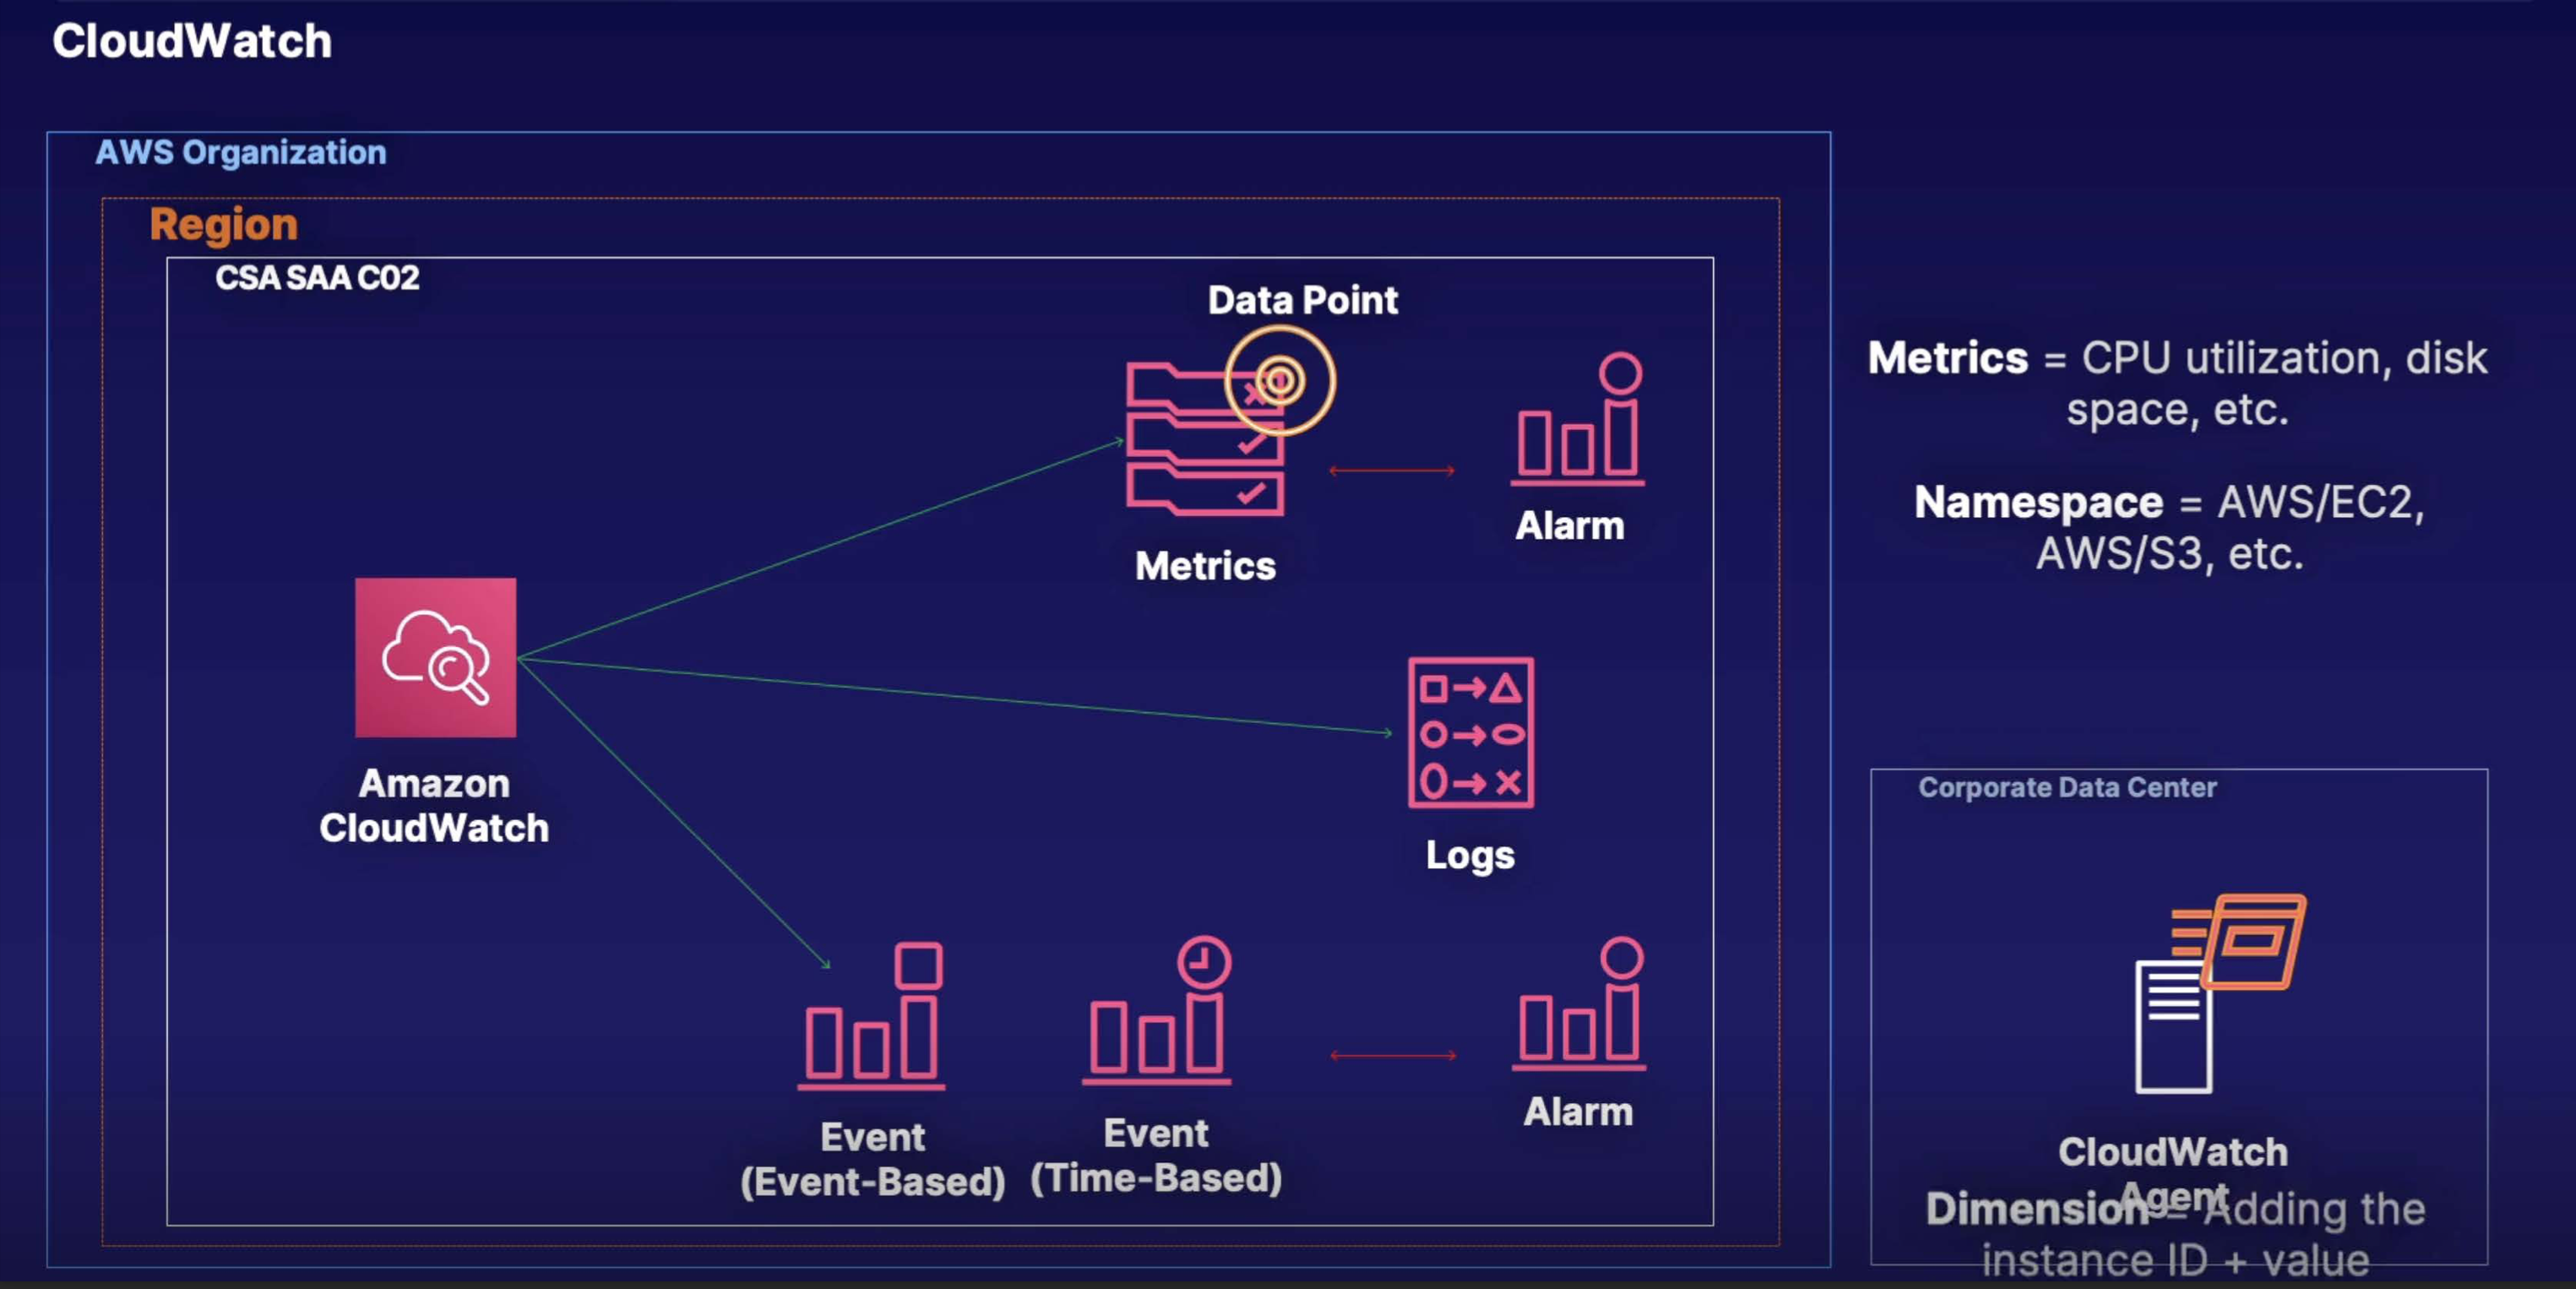 CloudWatch
AWS Organization
Region
CSA SAA C02
Data Point
Metrics
Alarm
Amazon
CloudWatch
Logs
Event
(Event-Based)
Event
(Time-Based)
Alarm
Metrics = CPU utilization, disk
space, etc.
Namespace = AWS/EC2,
AWS/S3, etc.
Corporate Data Center
CloudWatch
Agent
Dimension = Adding the
instance ID + value